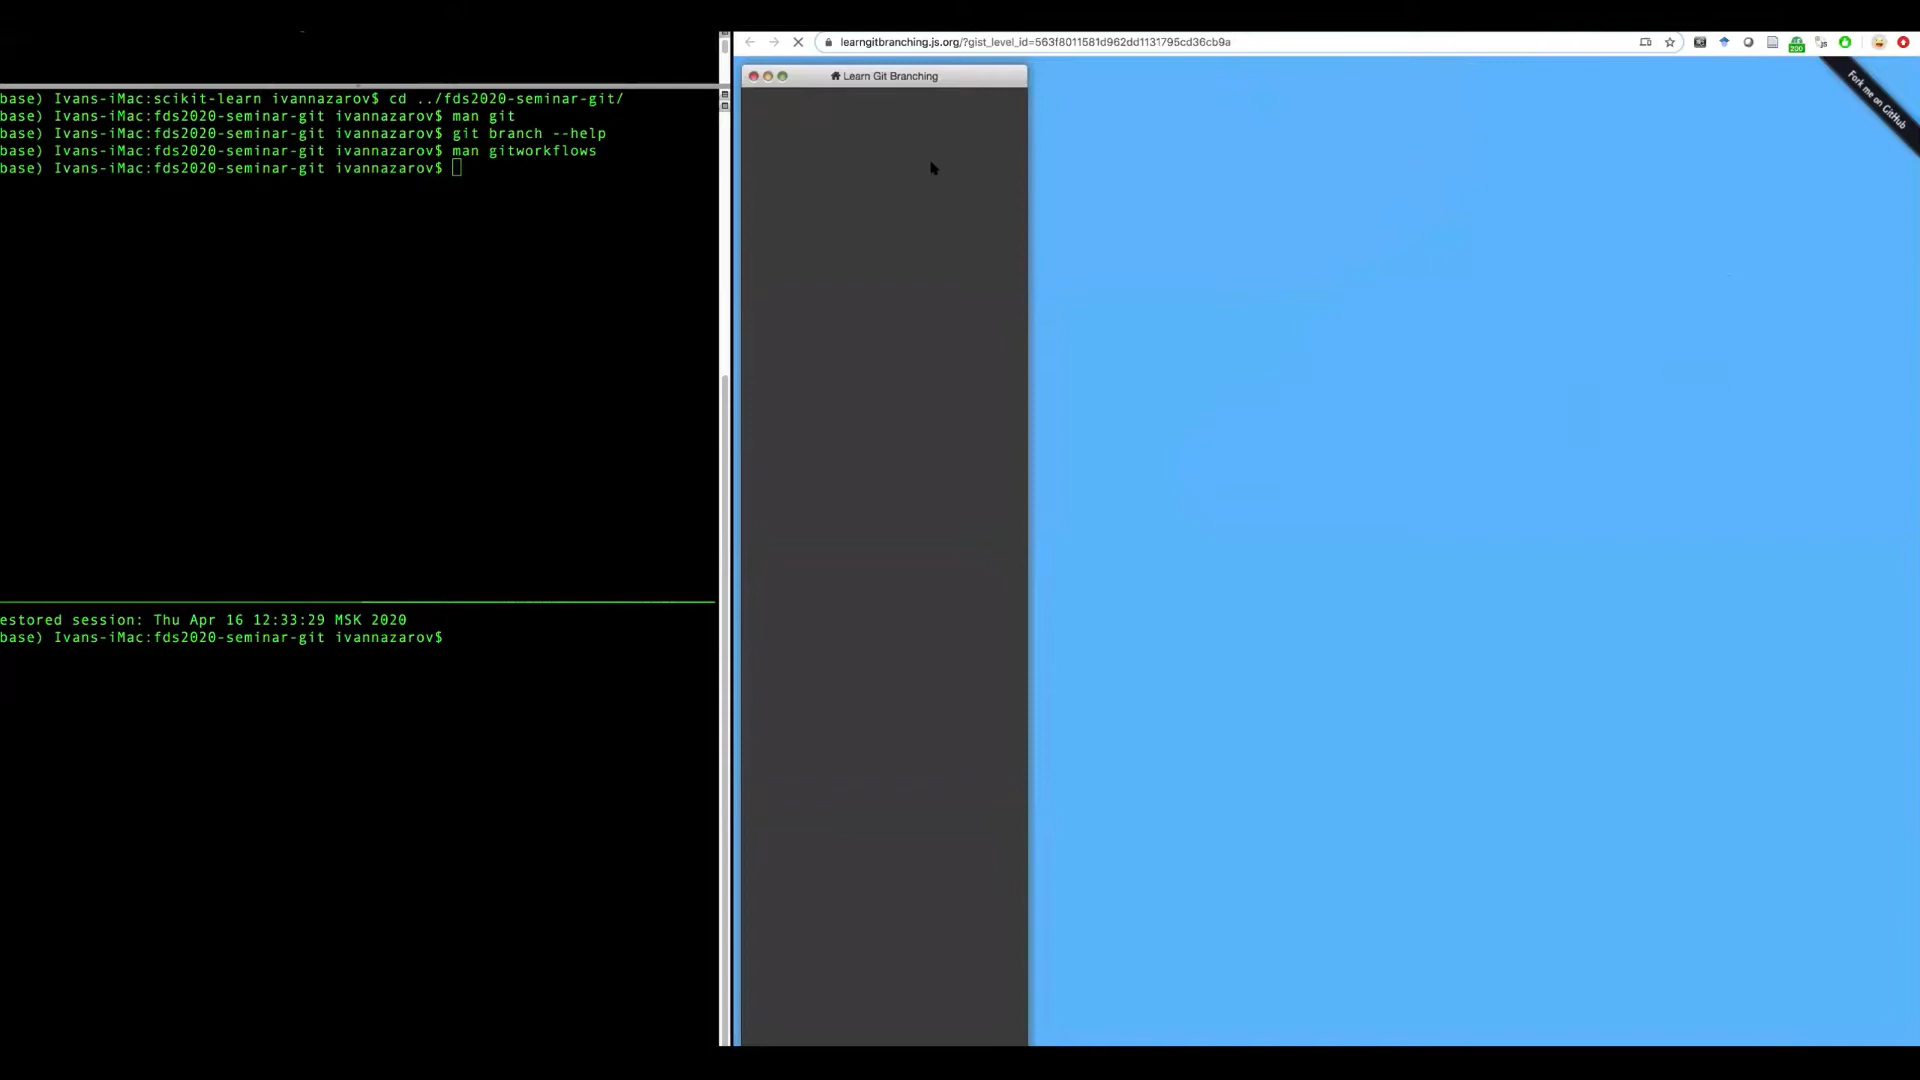 base) Ivans-iMac:scikit-learn ivannazarov$ cd ../fds2020-seminar-git/
base) Ivans-iMac:fds2020-seminar-git ivannazarov$ man git
base) Ivans-iMac:fds2020-seminar-git ivannazarov$ git branch --help
base) Ivans-iMac:fds2020-seminar-git ivannazarov$ man gitworkflows
base) Ivans-iMac:fds2020-seminar-git ivannazarov$
estored session: Thu Apr 16 12:33:29 MSK 2020
base) Ivans-iMac:fds2020-seminar-git ivannazarov$
learngitbranching.js.org/?gist_level_id=563f8011581d962dd1131795cd36cb9a
200
Learn Git Branching
Fork me on GitHub